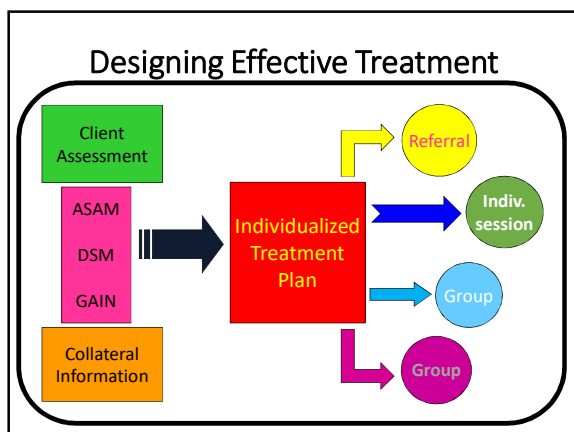 Designing Effective Treatment
Client
Assessment
ASAM
DSM
GAIN
Collateral
Information
Individualized
Treatment
Plan
Referral
Indiv.
session
Group
Group